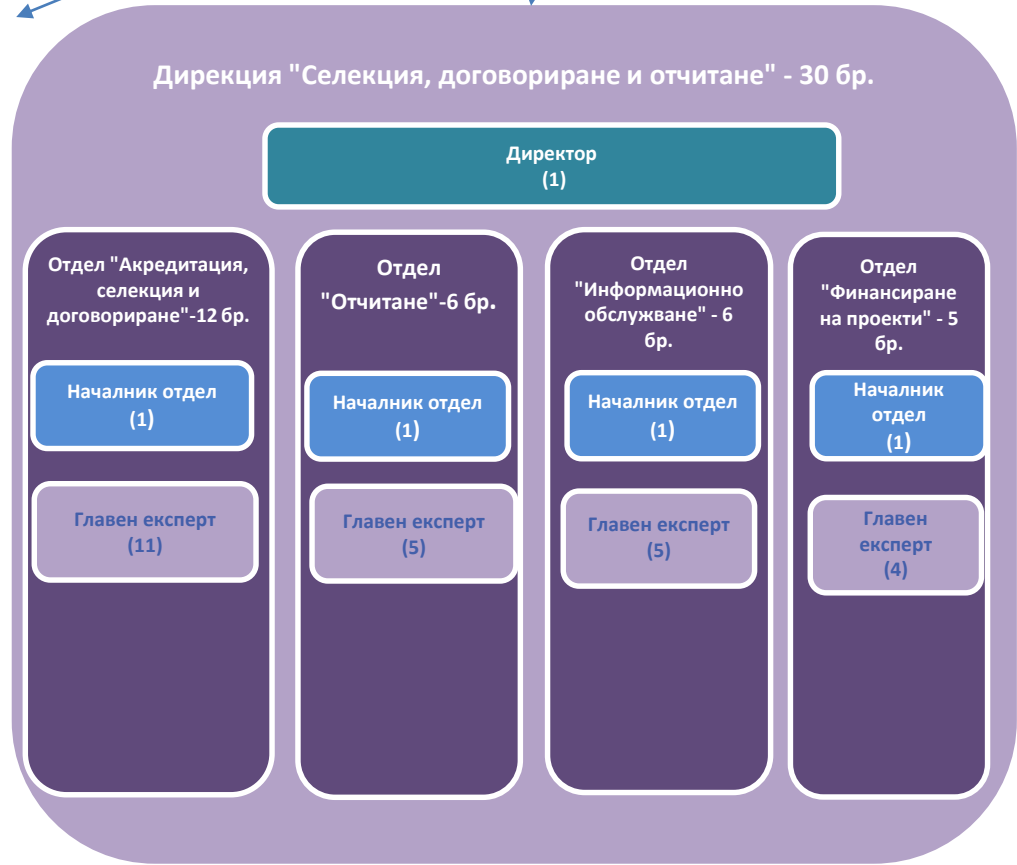 Дирекция "Селекция, договориране и отчитане" - 30 бр.
Директор
(1)
Отдел "Акредитация,
селекция и
договориране"-12 бр.
Началник отдел
(1)
Главен експерт
(11)
Отдел
"Отчитане"-6 бр.
Началник отдел
(1)
Главен експерт
(5)
Отдел
"Информационно
обслужване" - 6
бр.
Началник отдел
(1)
Главен експерт
(5)
Отдел
"Финансиране
на проекти" - 5
бр.
Началник
отдел
(1)
Главен
експерт
(4)